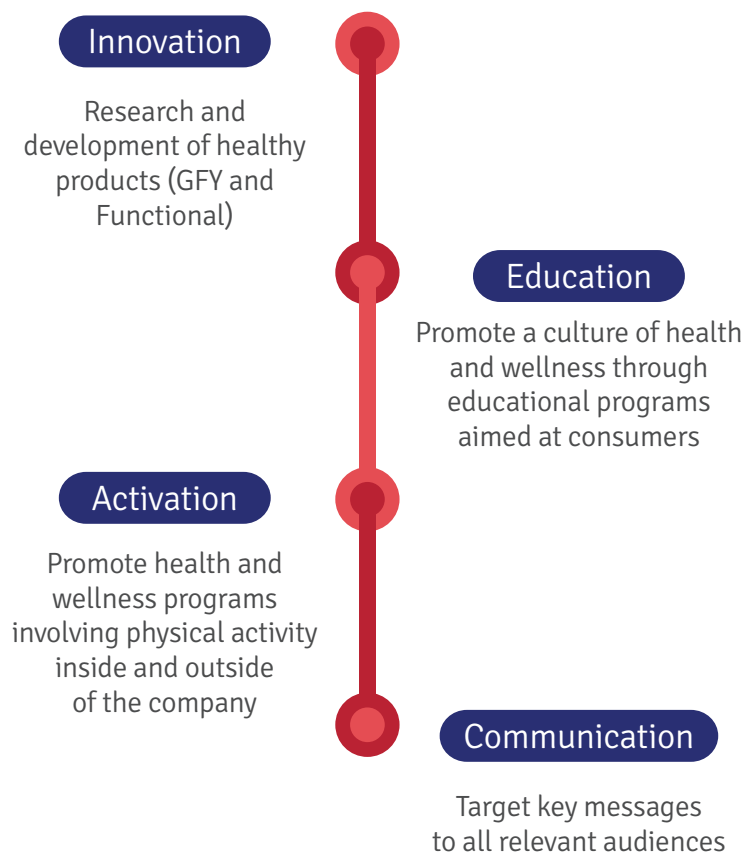 Innovation
Research and
development of healthy
products (GFY and
Functional)
Education
Promote a culture of health
and wellness through
educational programs
aimed at consumers
Activation
Promote health and
wellness programs
involving physical activity
inside and outside
of the company
Communication
Target key messages
to all relevant audiences